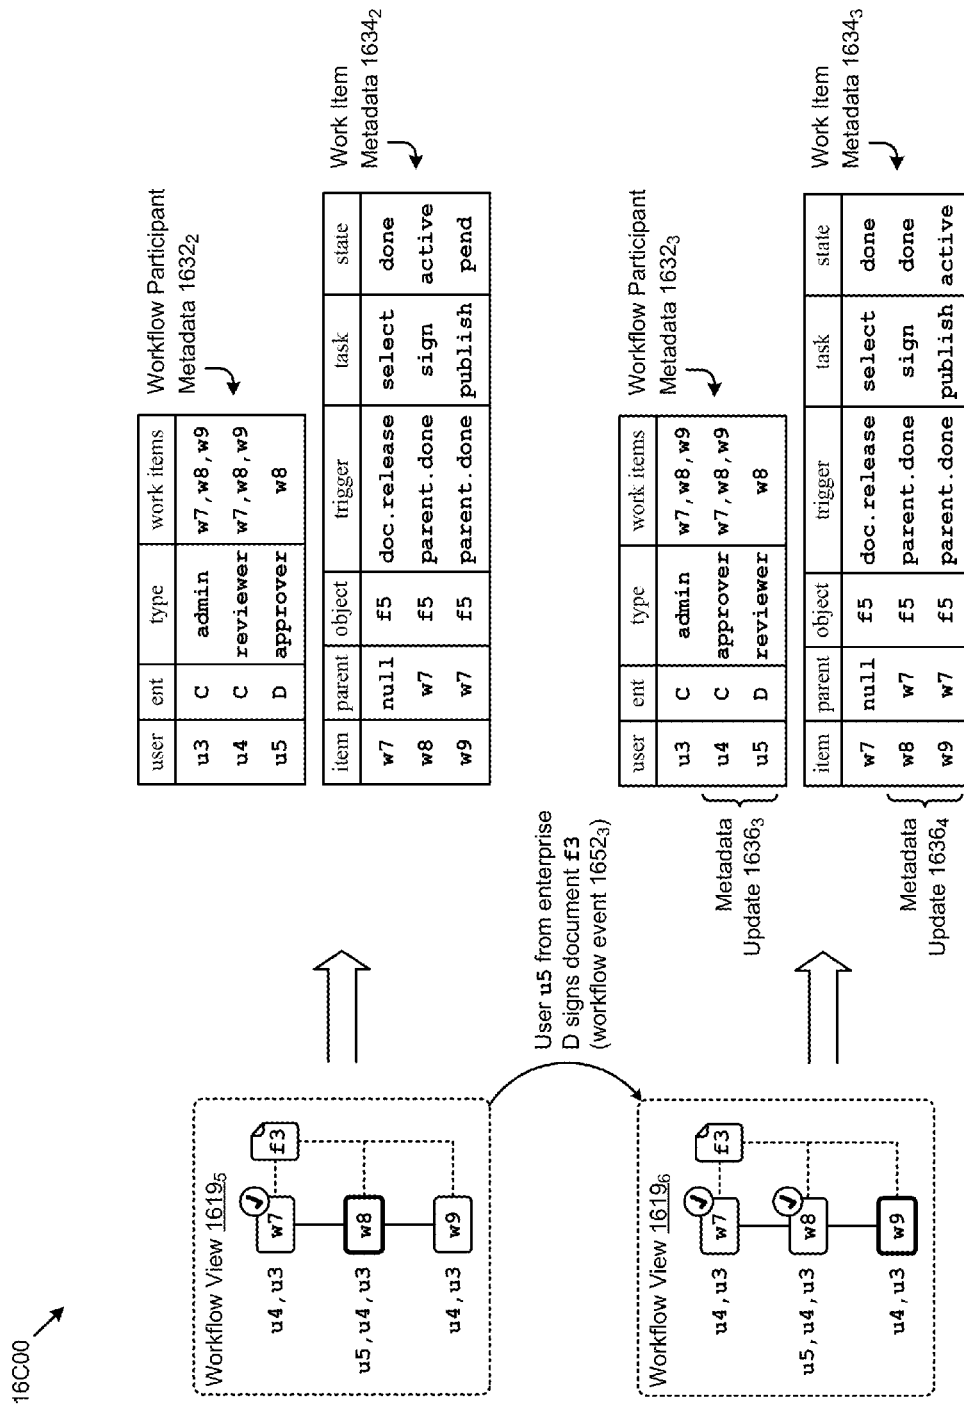 16C00
Workflow View 1619₅
w7
f3
u4,u3
w8
u5,u4,u3
w9
u4,u3
user ent type work items
u3 C admin w7,w8,w9
u4 C reviewer w7,w8,w9
u5 D approver w8
Workflow Participant
Metadata 1632₂
item parent object trigger task state
w7 null f5 doc.release select done
w8 w7 f5 parent.done sign active
w9 w7 f5 parent.done publish pend
Work Item
Metadata 1634₂
User u5 from enterprise
D signs document f3
(workflow event 1652₃)
Workflow View 1619₆
w7
f3
u4,u3
w8
u5,u4,u3
w9
u4,u3
user ent type work items
u3 C admin w7,w8,w9
u4 C approver w7,w8,w9
u5 D reviewer w8
Workflow Participant
Metadata 1632₃
Metadata
Update 1636₃
item parent object trigger task state
w7 null f5 doc.release select done
w8 w7 f5 parent.done sign done
w9 w7 f5 parent.done publish active
Work Item
Metadata 1634₃
Metadata
Update 1636₄